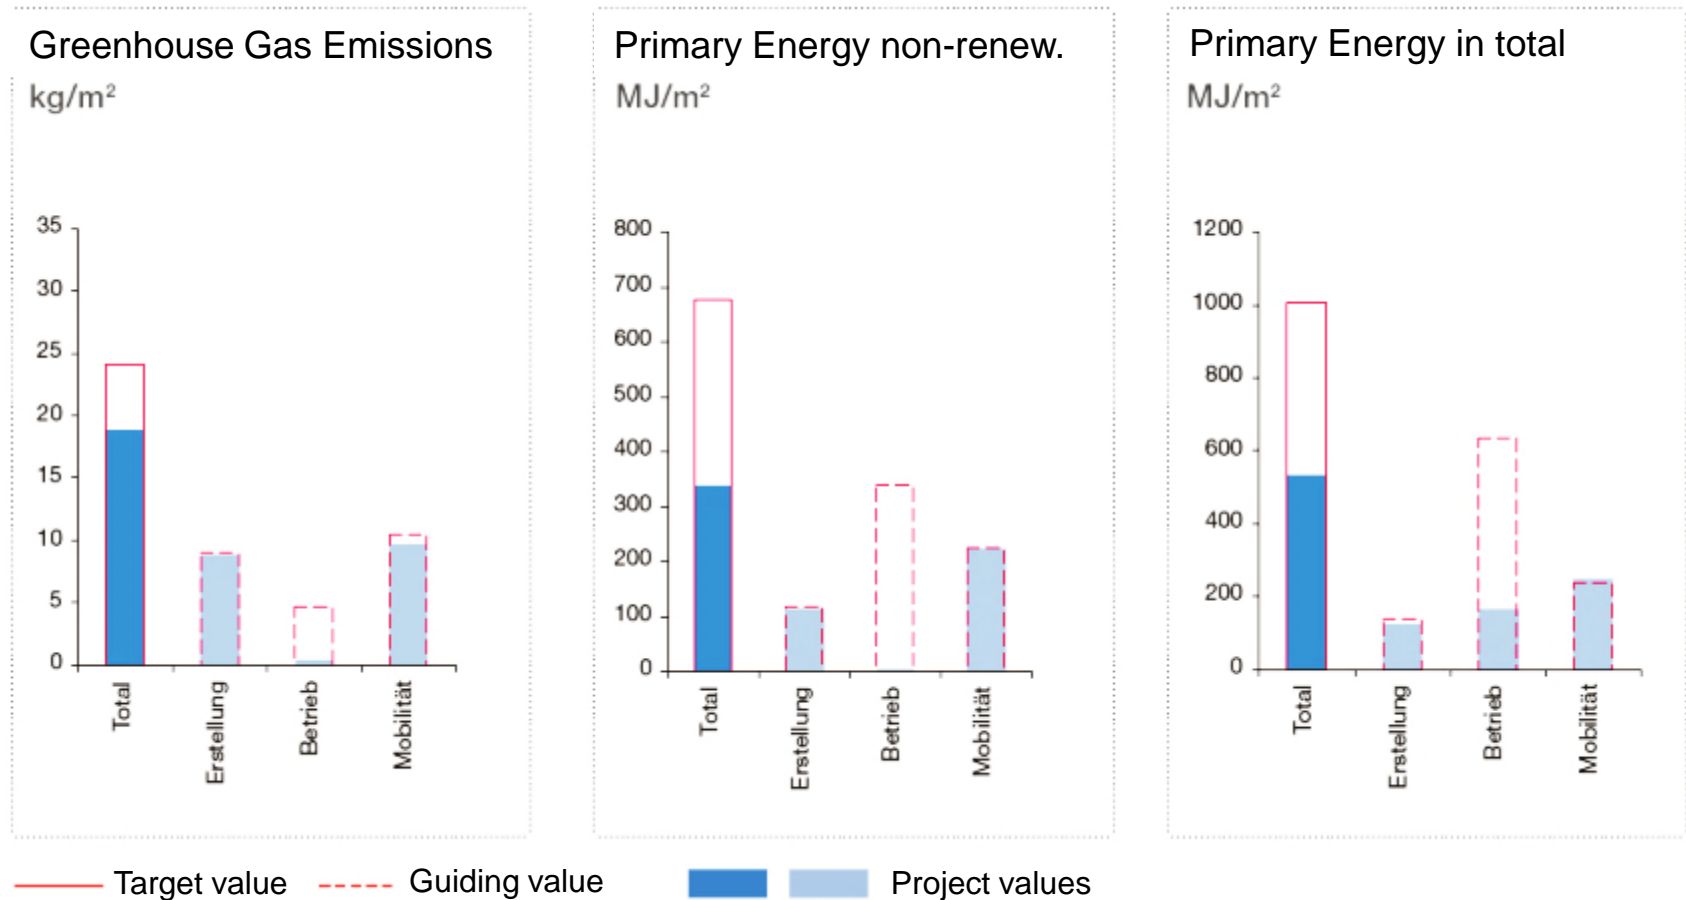 Greenhouse Gas Emissions
kg/m²
35
30
25
20
15
10
5
0
Total
Erstellung
Betrieb
Mobilität
Primary Energy non-renew.
MJ/m²
800
700
600
500
400
300
200
100
0
Total
Erstellung
Betrieb
Mobilität
Primary Energy in total
MJ/m²
1200
1000
800
600
400
200
0
Total
Erstellung
Betrieb
Mobilität
Target value
Guiding value
Project values